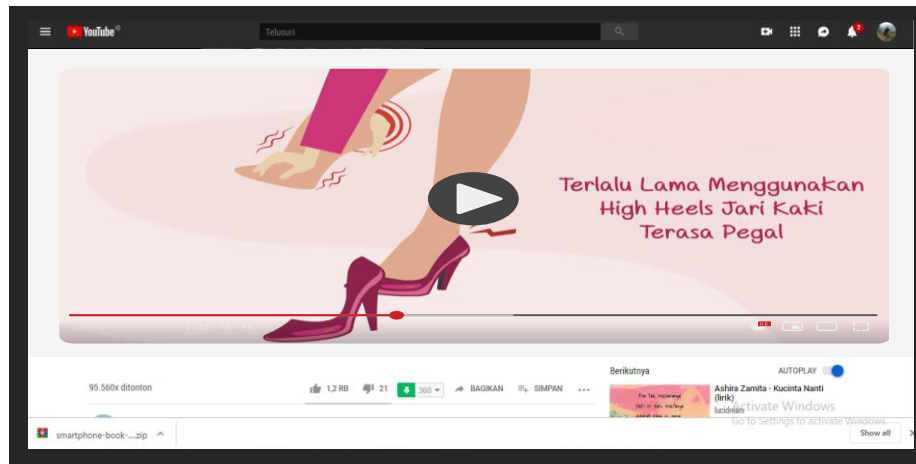 YouTube ID
Telusuri
Terlalu Lama Menggunakan
High Heels Jari Kaki
Terasa Pegal
HD
95.560x ditonton
1,2 RB
21
360
BAGIKAN
SIMPAN
Berikutnya
AUTOPLAY
Ashira Zamita - Kucinta Nanti
(lirik)
lucidream
Activate Windows
Go to Settings to activate Windows.
smartphone-book-....zip
Show all